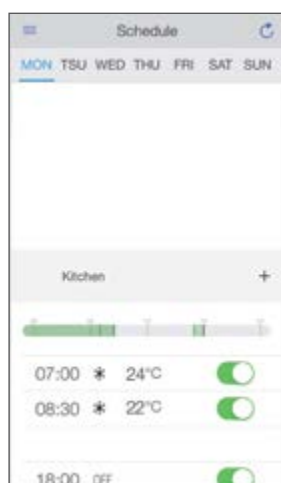 Schedule
MON TSU WED THU FRI SAT SUN
Kitchen +
07:00 * 24°C
08:30 * 22°C
18:00 OFF